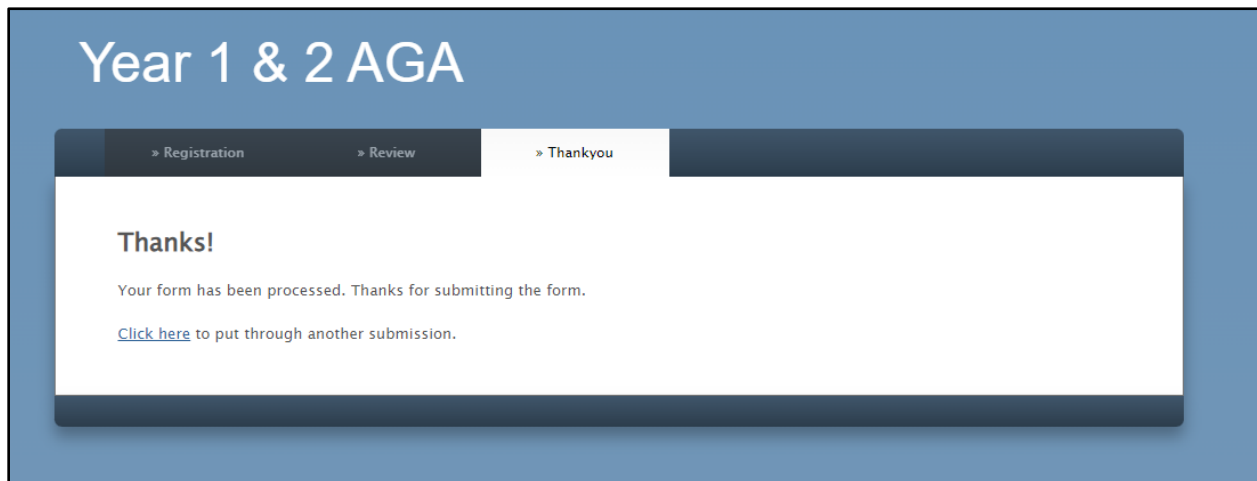 Year 1 & 2 AGA
» Registration » Review » Thankyou
Thanks!
Your form has been processed. Thanks for submitting the form.
Click here to put through another submission.